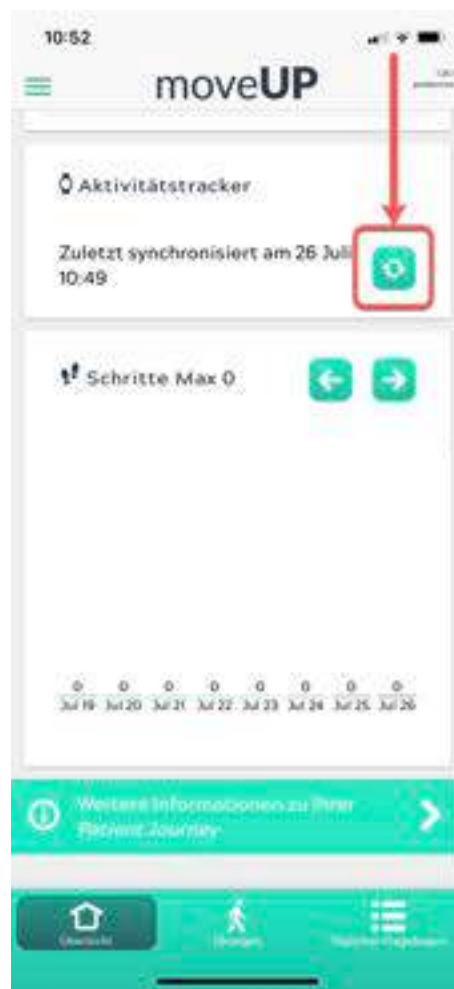 10:52
moveUP
Aktivitätstracker
Zuletzt synchronisiert am 26 Juli
10:49
Schritte Max 0
0 0 0 0 0 0 0 0
Jul 19 Jul 20 Jul 21 Jul 22 Jul 23 Jul 24 Jul 25 Jul 26
Weitere Informationen zu Ihrer
Patient Journey
Übersicht Übungen